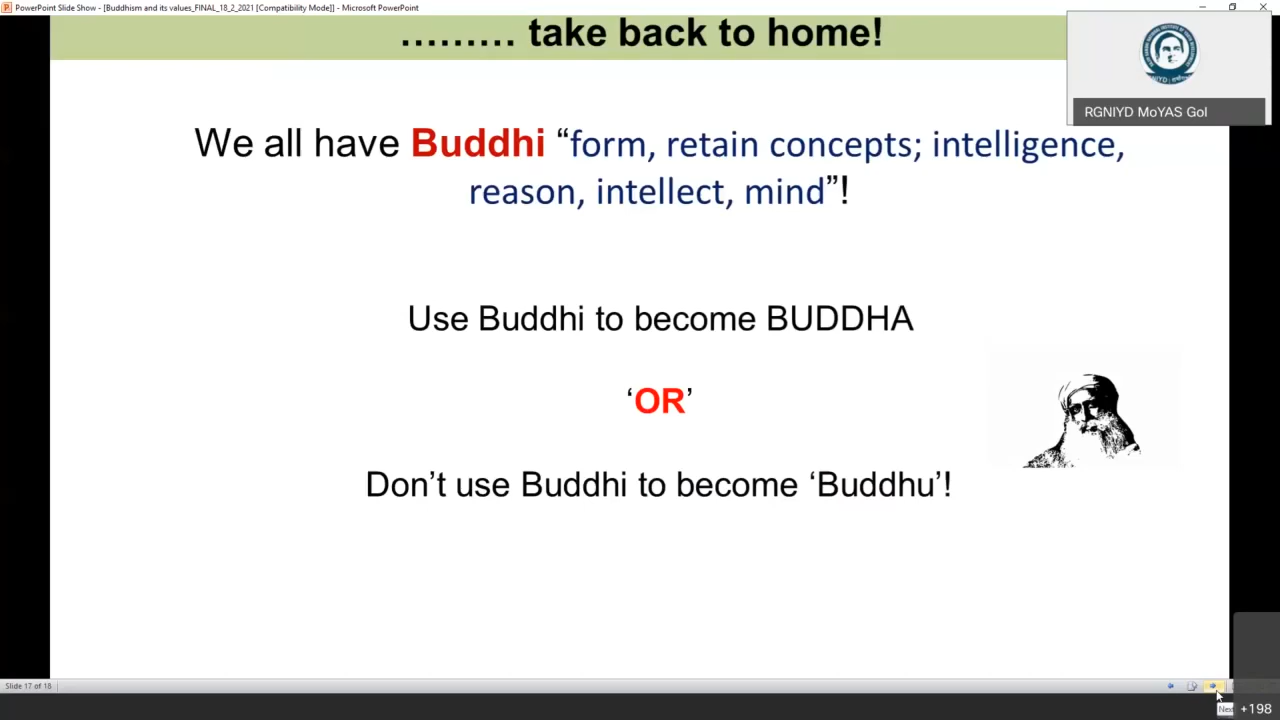 PowerPoint Slide Show - [Buddhism and its values_FINAL_18_2_2021 [Compatibility Mode]] - Microsoft PowerPoint
……… take back to home!
RGNIYD MoYAS GoI
We all have Buddhi “form, retain concepts; intelligence,
reason, intellect, mind”!
Use Buddhi to become BUDDHA
‘OR’
Don’t use Buddhi to become ‘Buddhu’!
Slide 17 of 18
Next
+198